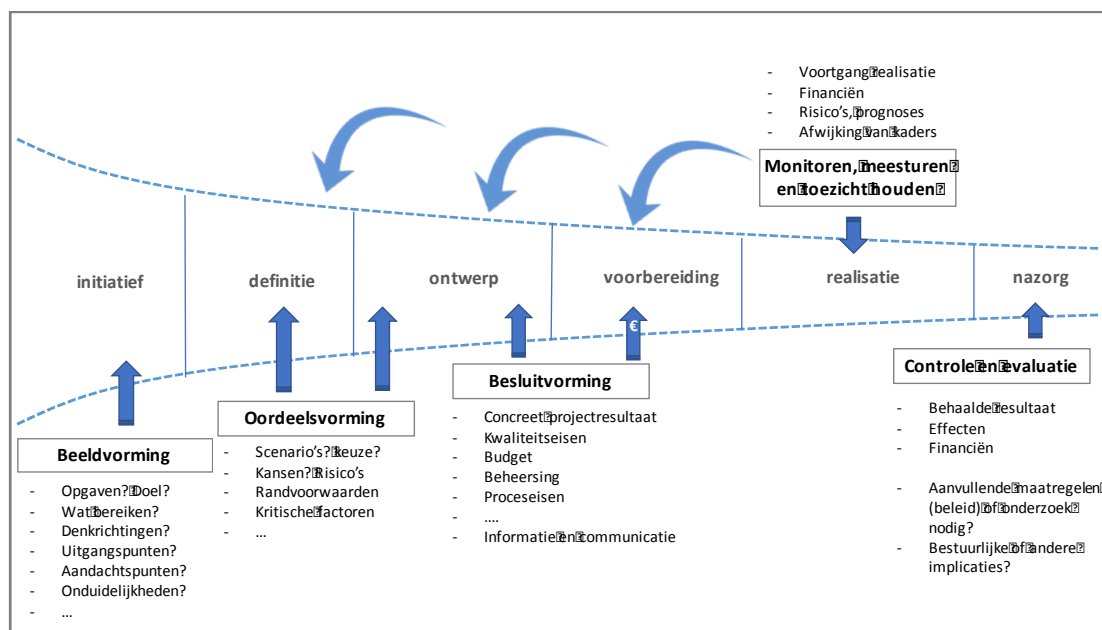 - Voortgang realisatie
- Financiën
- Risico's, prognoses
- Afwijking van kaders
Monitoren, meesturen
en toezicht houden
initiatief
definitie
ontwerp
voorbereiding
realisatie
nazorg
€
Beeldvorming
- Opgaven? Doel?
- Wat bereiken?
- Denkrichtingen?
- Uitgangspunten?
- Aandachtspunten?
- Onduidelijkheden?
- ...
Oordeelsvorming
- Scenario's? keuze?
- Kansen? Risico's
- Randvoorwaarden
- Kritische factoren
- ...
Besluitvorming
- Concreet projectresultaat
- Kwaliteitseisen
- Budget
- Beheersing
- Proceseisen
- ....
- Informatie en communicatie
Controle en evaluatie
- Behaalde resultaat
- Effecten
- Financiën
- Aanvullende maatregelen
(beleid) of onderzoek
nodig?
- Bestuurlijke of andere
implicaties?